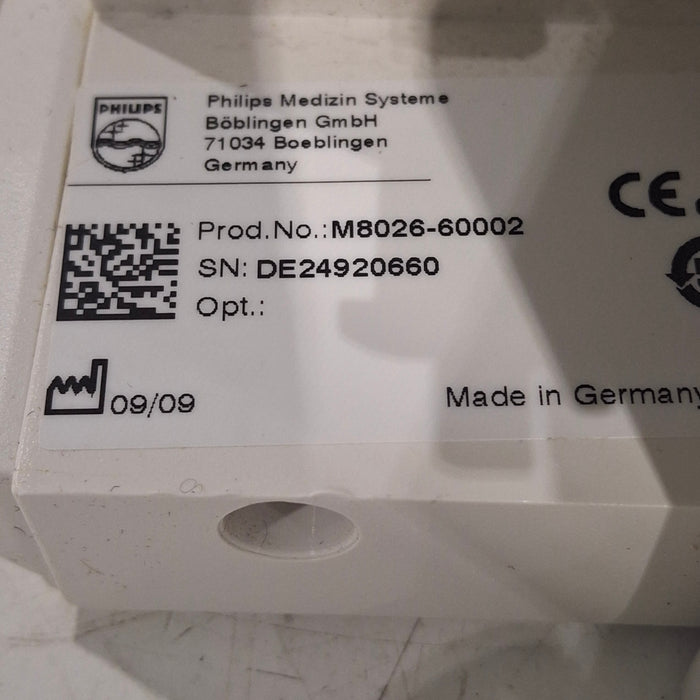 PHILIPS
Philips Medizin Systeme
Böblingen GmbH
71034 Boeblingen
Germany
CE
Prod.No.:M8026-60002
SN: DE24920660
Opt.:
09/09
Made in Germany